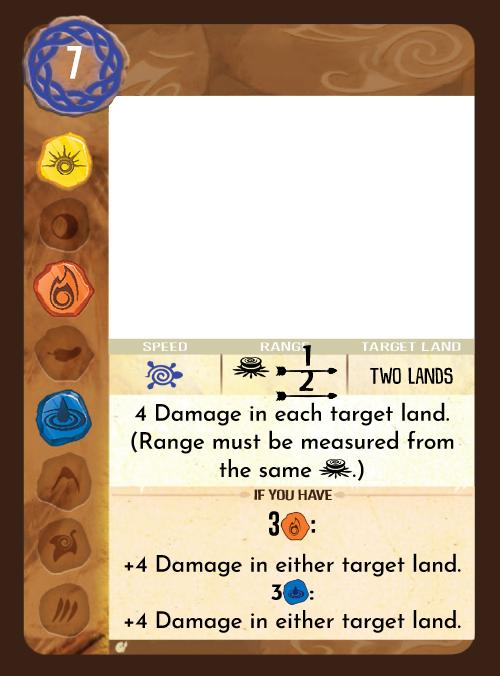 7
SPEED RANGE TARGET LAND
1
2
TWO LANDS
4 Damage in each target land.
(Range must be measured from
the same .)
IF YOU HAVE
3 :
+4 Damage in either target land.
3 :
+4 Damage in either target land.